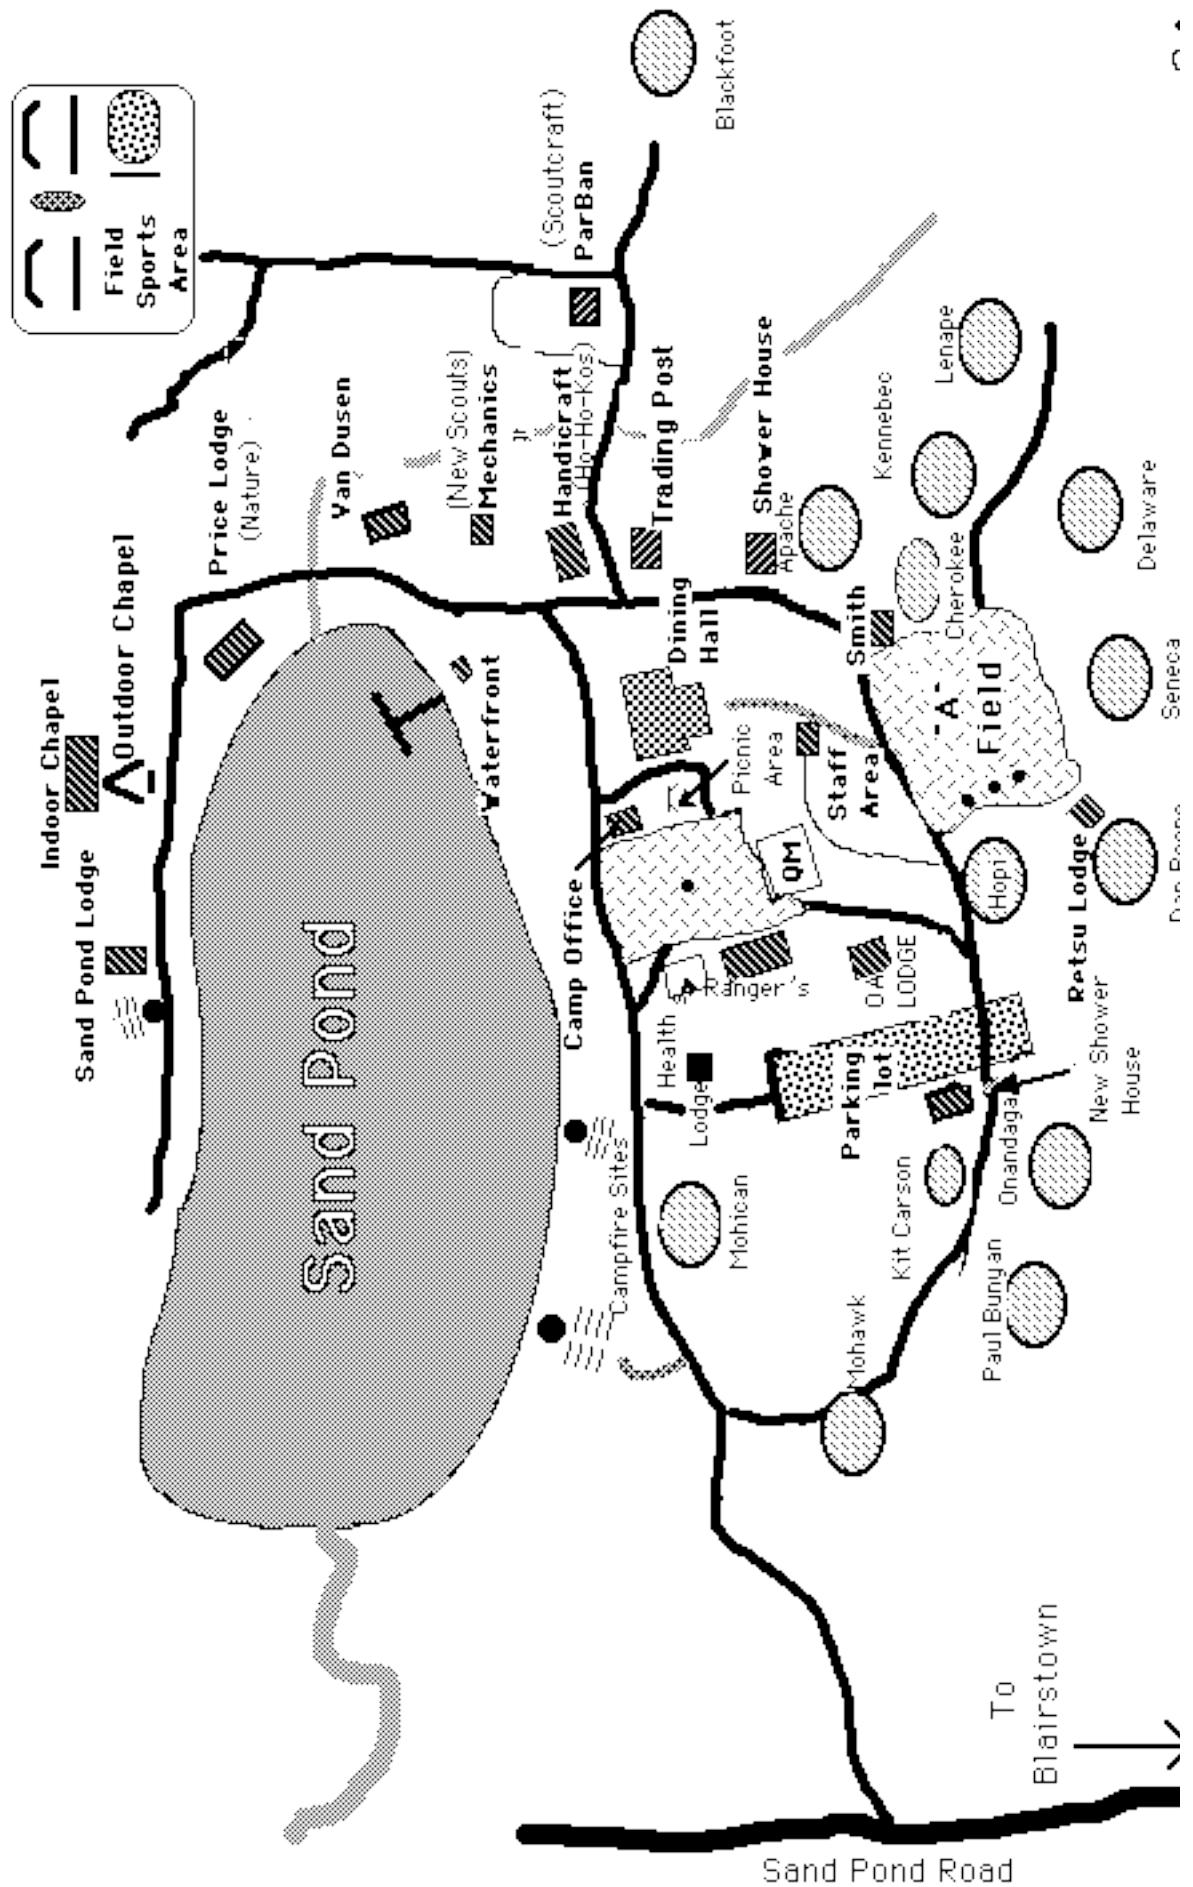 Indoor Chapel
Outdoor Chapel
Sand Pond Lodge
Price Lodge
(Nature)
Field
Sports
Area
Van Dusen
(New Scouts)
Mechanics
Handicraft
(Ho-Ho-Kos)
(Scoutcraft)
ParBan
Blackfoot
Trading Post
Shower House
Apache
Kennebec
Lenape
Cherokee
Delaware
Seneca
Smith
"A"
Field
Dining
Hall
Waterfront
Sand Pond
Camp Office
Picnic
Area
Staff
Area
QM
Hopi
Retsu Lodge
Ranger's
OA
LODGE
Health
Lodge
Parking
lot
New Shower
House
Onandaga
Kit Carson
Paul Bunyan
Mohawk
Mohican
Campfire Sites
To
Blairstown
Sand Pond Road